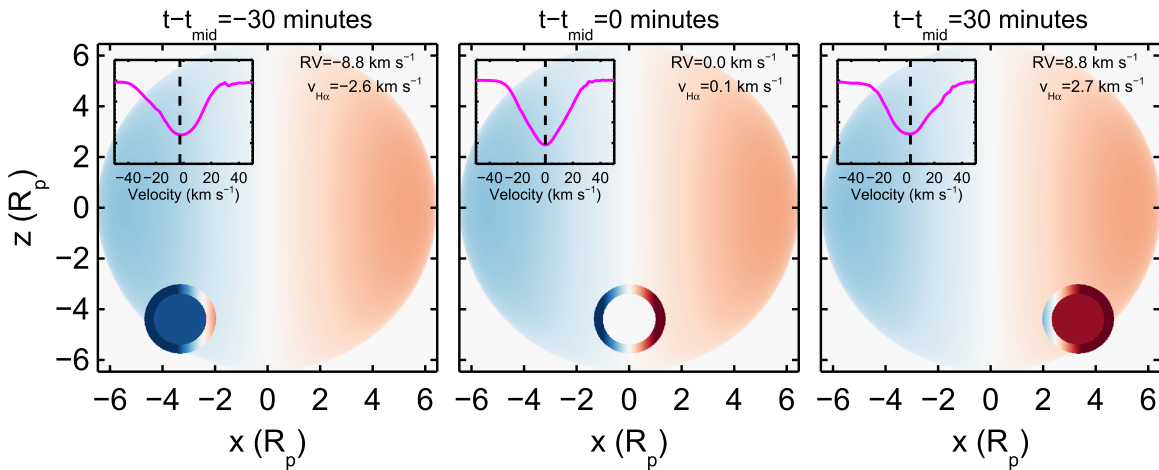 t−t_mid=−30 minutes
t−t_mid=0 minutes
t−t_mid=30 minutes
RV=−8.8 km s⁻¹
v_Hα=−2.6 km s⁻¹
RV=0.0 km s⁻¹
v_Hα=0.1 km s⁻¹
RV=8.8 km s⁻¹
v_Hα=2.7 km s⁻¹
−40 −20 0 20 40
Velocity (km s⁻¹)
−40 −20 0 20 40
Velocity (km s⁻¹)
−40 −20 0 20 40
Velocity (km s⁻¹)
6
4
2
0
−2
−4
−6
z (R_p)
−6 −4 −2 0 2 4 6
−6 −4 −2 0 2 4 6
−6 −4 −2 0 2 4 6
x (R_p)
x (R_p)
x (R_p)